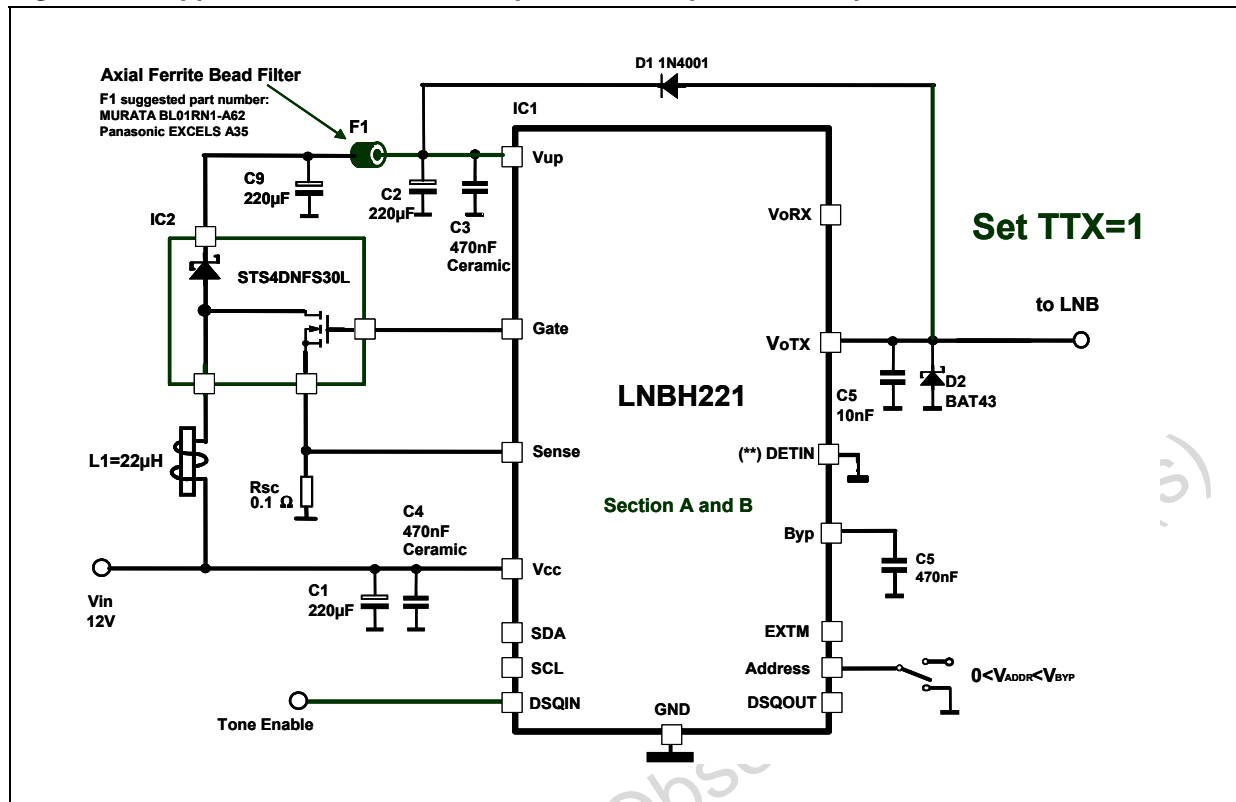 Axial Ferrite Bead Filter
F1 suggested part number:
MURATA BL01RN1-A62
Panasonic EXCELS A35
F1
D1 1N4001
IC1
Vup
C9
220µF
C2
220µF
C3
470nF
Ceramic
IC2
STS4DNFS30L
VoRX
Set TTX=1
to LNB
Gate
VoTX
LNBH221
C5
10nF
D2
BAT43
L1=22µH
Sense
(**) DETIN
Rsc
0.1 Ω
Section A and B
C4
470nF
Ceramic
Byp
C5
470nF
Vcc
Vin
12V
C1
220µF
SDA
EXTM
SCL
Address
0<VADDR<VBYP
DSQIN
DSQOUT
Tone Enable
GND